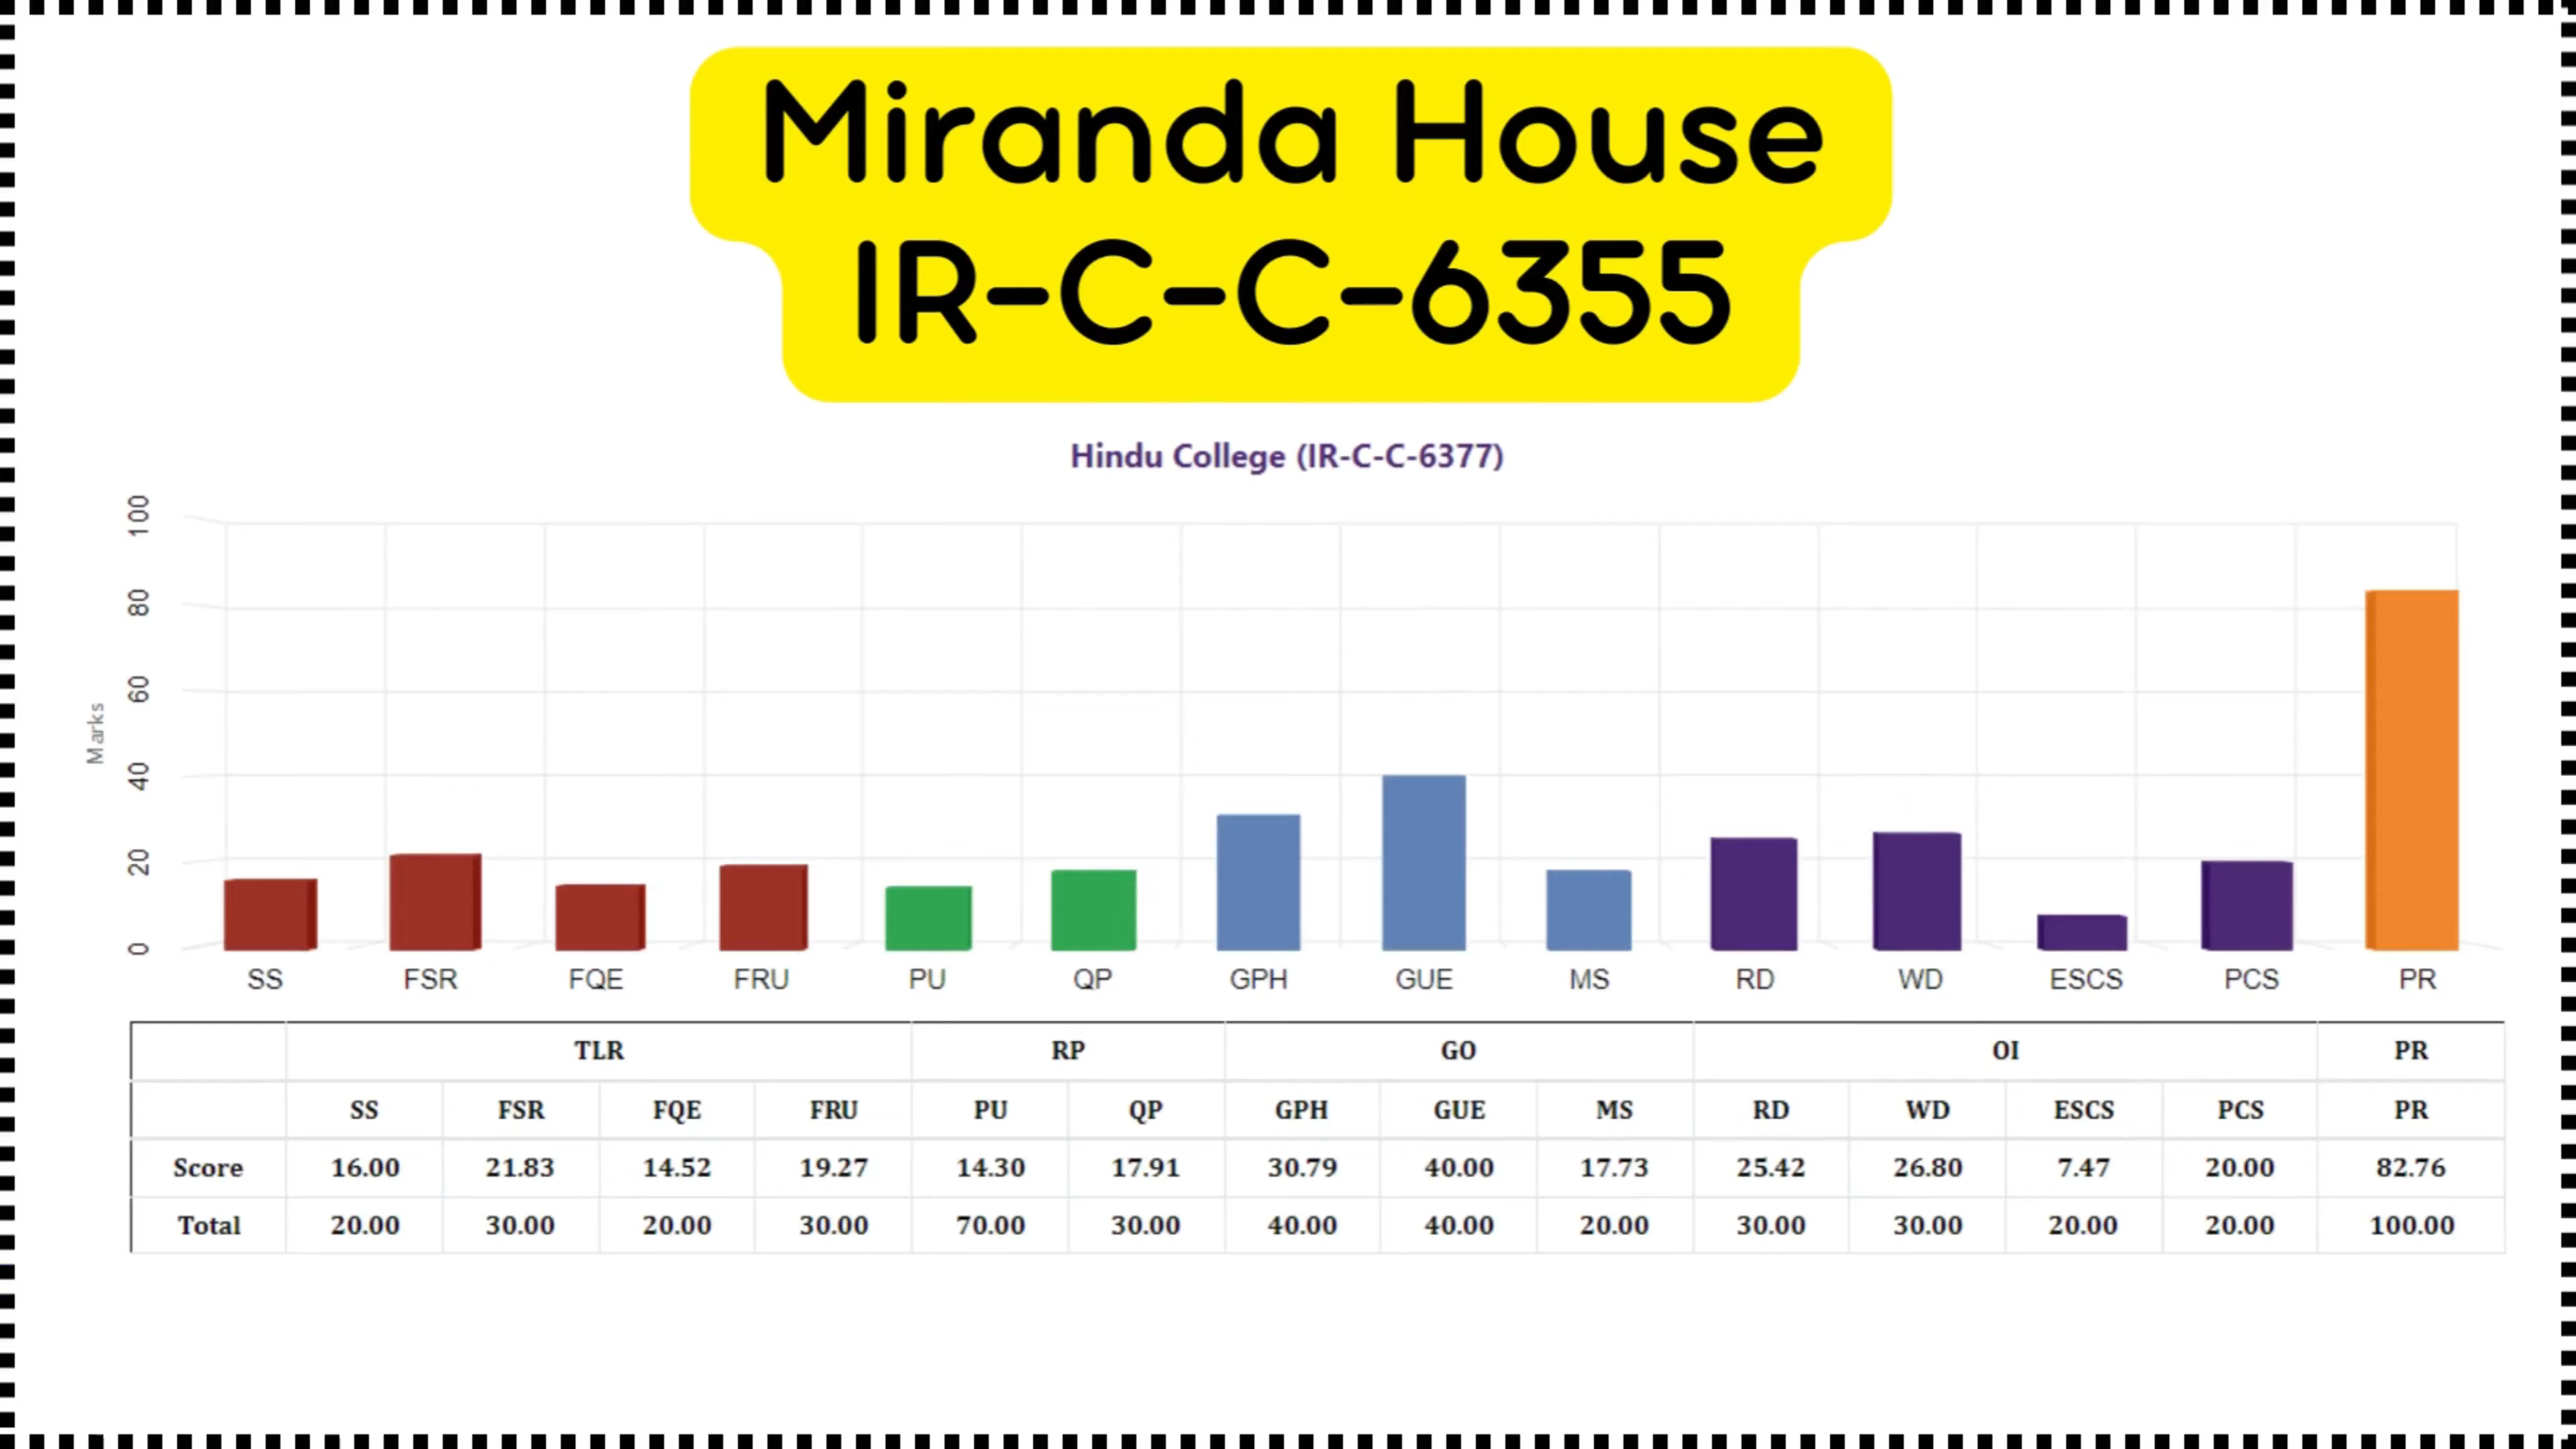 Miranda House
IR-C-C-6355
Hindu College (IR-C-C-6377)
Marks
100
80
60
40
20
0
SS FSR FQE FRU PU QP GPH GUE MS RD WD ESCS PCS PR
TLR RP GO OI PR
SS FSR FQE FRU PU QP GPH GUE MS RD WD ESCS PCS PR
Score 16.00 21.83 14.52 19.27 14.30 17.91 30.79 40.00 17.73 25.42 26.80 7.47 20.00 82.76
Total 20.00 30.00 20.00 30.00 70.00 30.00 40.00 40.00 20.00 30.00 30.00 20.00 20.00 100.00